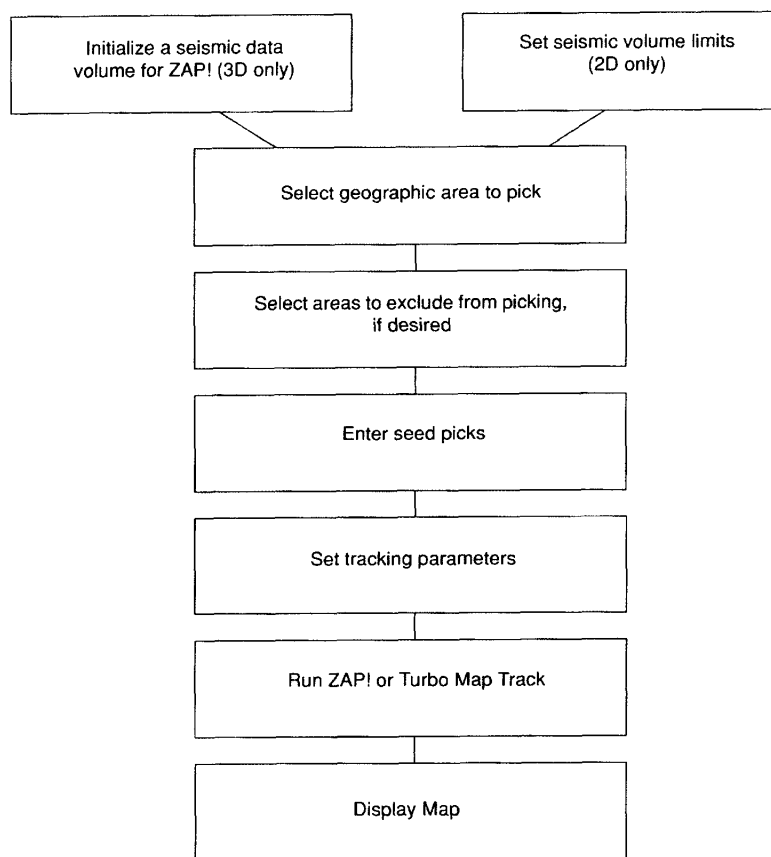 Initialize a seismic data
volume for ZAP! (3D only)
Set seismic volume limits
(2D only)
Select geographic area to pick
Select areas to exclude from picking,
if desired
Enter seed picks
Set tracking parameters
Run ZAP! or Turbo Map Track
Display Map